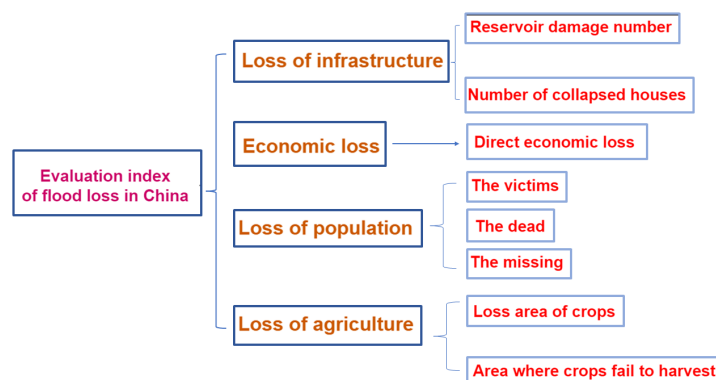 Evaluation index
of flood loss in China
Loss of infrastructure
Reservoir damage number
Number of collapsed houses
Economic loss
Direct economic loss
Loss of population
The victims
The dead
The missing
Loss of agriculture
Loss area of crops
Area where crops fail to harvest